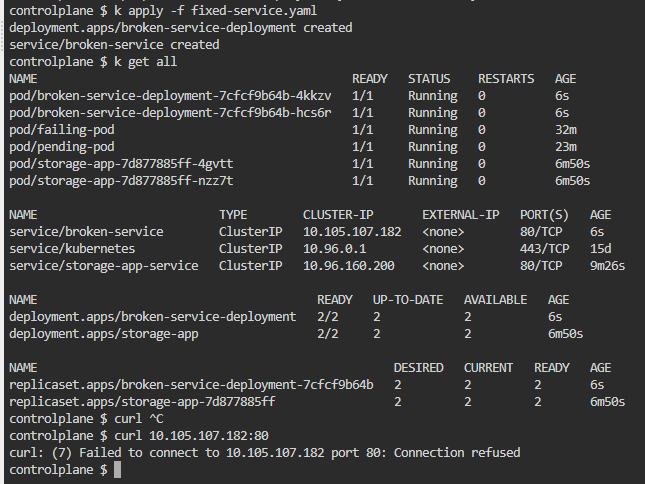 controlplane $ k apply -f fixed-service.yaml
deployment.apps/broken-service-deployment created
service/broken-service created
controlplane $ k get all
NAME READY STATUS RESTARTS AGE
pod/broken-service-deployment-7cfcf9b64b-4kkzv 1/1 Running 0 6s
pod/broken-service-deployment-7cfcf9b64b-hcs6r 1/1 Running 0 6s
pod/failing-pod 1/1 Running 0 32m
pod/pending-pod 1/1 Running 0 23m
pod/storage-app-7d877885ff-4gvtt 1/1 Running 0 6m50s
pod/storage-app-7d877885ff-nzz7t 1/1 Running 0 6m50s
NAME TYPE CLUSTER-IP EXTERNAL-IP PORT(S) AGE
service/broken-service ClusterIP 10.105.107.182 <none> 80/TCP 6s
service/kubernetes ClusterIP 10.96.0.1 <none> 443/TCP 15d
service/storage-app-service ClusterIP 10.96.160.200 <none> 80/TCP 9m26s
NAME READY UP-TO-DATE AVAILABLE AGE
deployment.apps/broken-service-deployment 2/2 2 2 6s
deployment.apps/storage-app 2/2 2 2 6m50s
NAME DESIRED CURRENT READY AGE
replicaset.apps/broken-service-deployment-7cfcf9b64b 2 2 2 6s
replicaset.apps/storage-app-7d877885ff 2 2 2 6m50s
controlplane $ curl ^C
controlplane $ curl 10.105.107.182:80
curl: (7) Failed to connect to 10.105.107.182 port 80: Connection refused
controlplane $